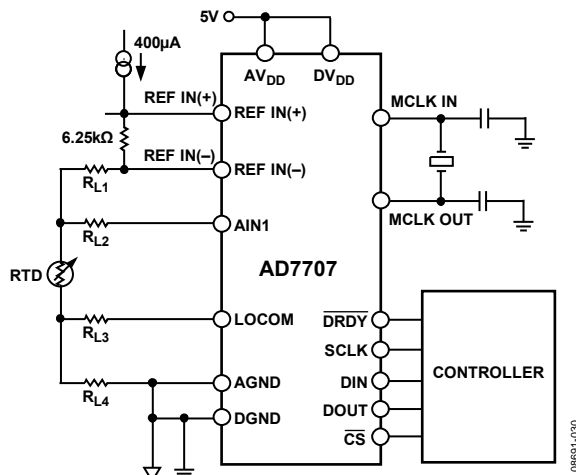 5V
400µA
AVDD
DVDD
REF IN(+)
REF IN(+)
MCLK IN
6.25kΩ
REF IN(–)
REF IN(–)
RL1
MCLK OUT
RL2
AIN1
AD7707
RTD
RL3
LOCOM
DRDY
SCLK
CONTROLLER
RL4
AGND
DIN
DGND
DOUT
CS
08691-030